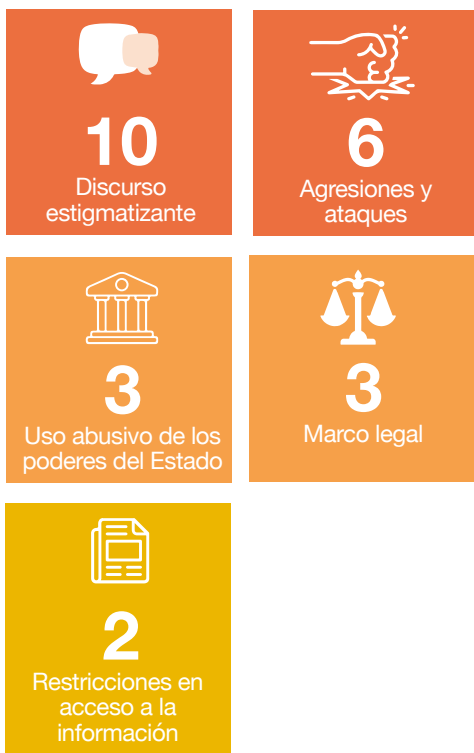 10
Discurso
estigmatizante
6
Agresiones y
ataques
3
Uso abusivo de los
poderes del Estado
3
Marco legal
2
Restricciones en
acceso a la
información